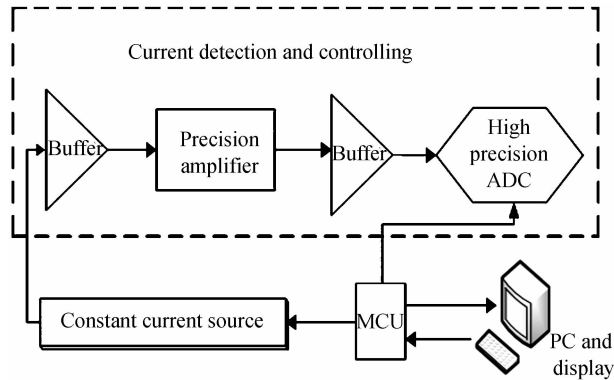 Current detection and controlling
Buffer
Precision
amplifier
Buffer
High
precision
ADC
Constant current source
MCU
PC and
display